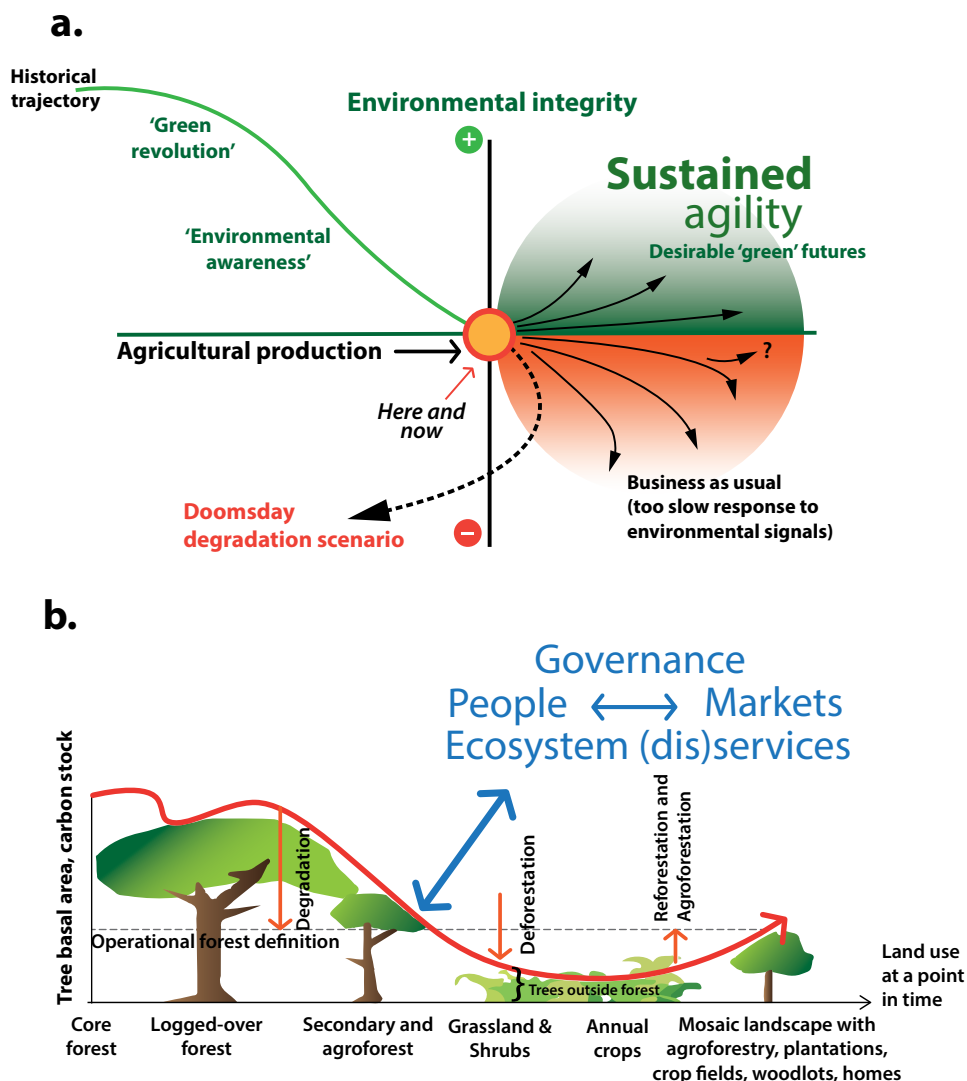 a.
Historical
trajectory
'Green
revolution'
'Environmental
awareness'
Environmental integrity
+
Sustained
agility
Desirable 'green' futures
Agricultural production
?
Here and
now
Doomsday
degradation scenario
–
Business as usual
(too slow response to
environmental signals)
b.
Governance
People
Markets
Ecosystem (dis)services
Tree basal area, carbon stock
Degradation
Deforestation
Reforestation and
Agroforestation
Operational forest definition
} Trees outside forest
Land use
at a point
in time
Core
forest
Logged-over
forest
Secondary and
agroforest
Grassland &
Shrubs
Annual
crops
Mosaic landscape with
agroforestry, plantations,
crop fields, woodlots, homes